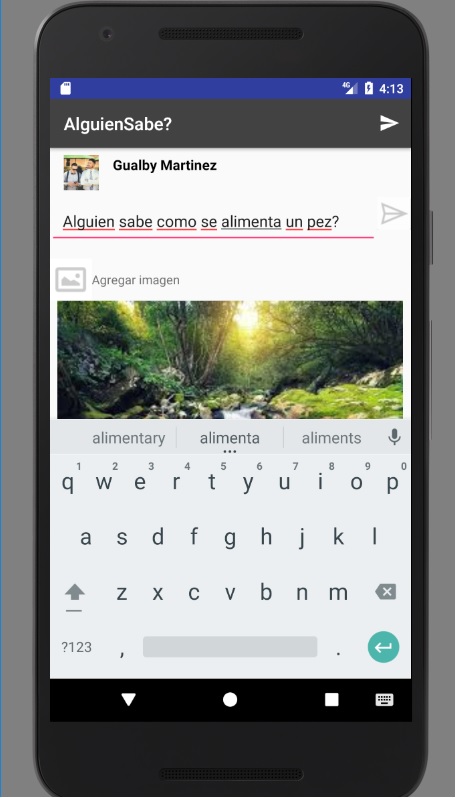 4G 4:13
AlguienSabe?
Gualby Martinez
Alguien sabe como se alimenta un pez?
Agregar imagen
alimentary alimenta aliments
1 2 3 4 5 6 7 8 9 0
q w e r t y u i o p
a s d f g h j k l
z x c v b n m
?123 , .